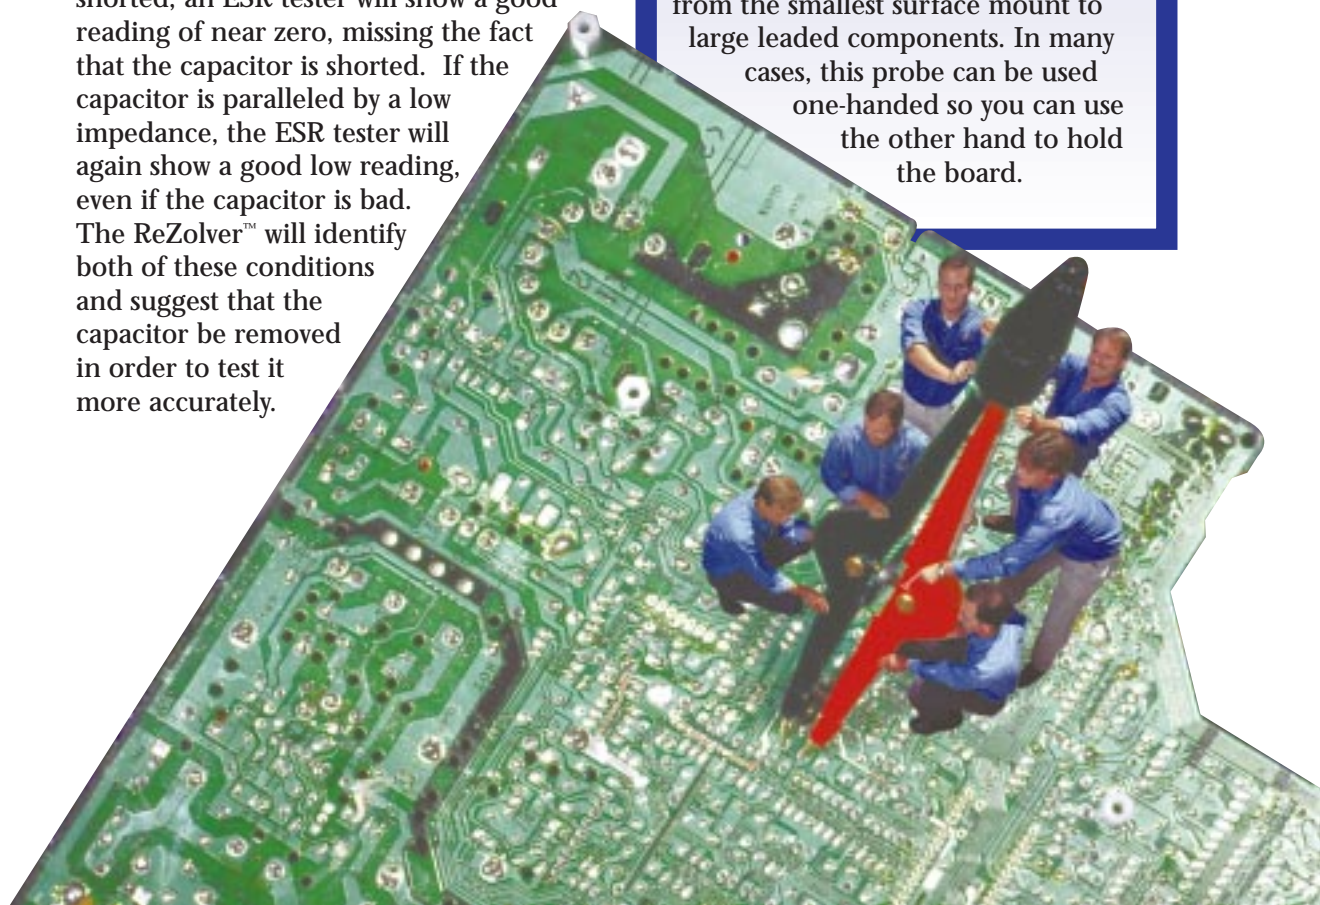 shorted, an ESR tester will show a good
reading of near zero, missing the fact
that the capacitor is shorted.  If the
capacitor is paralleled by a low
impedance, the ESR tester will
again show a good low reading,
even if the capacitor is bad.
The ReZolver™ will identify
both of these conditions
and suggest that the
capacitor be removed
in order to test it
more accurately.
from the smallest surface mount to
large leaded components. In many
cases, this probe can be used
one-handed so you can use
the other hand to hold
the board.